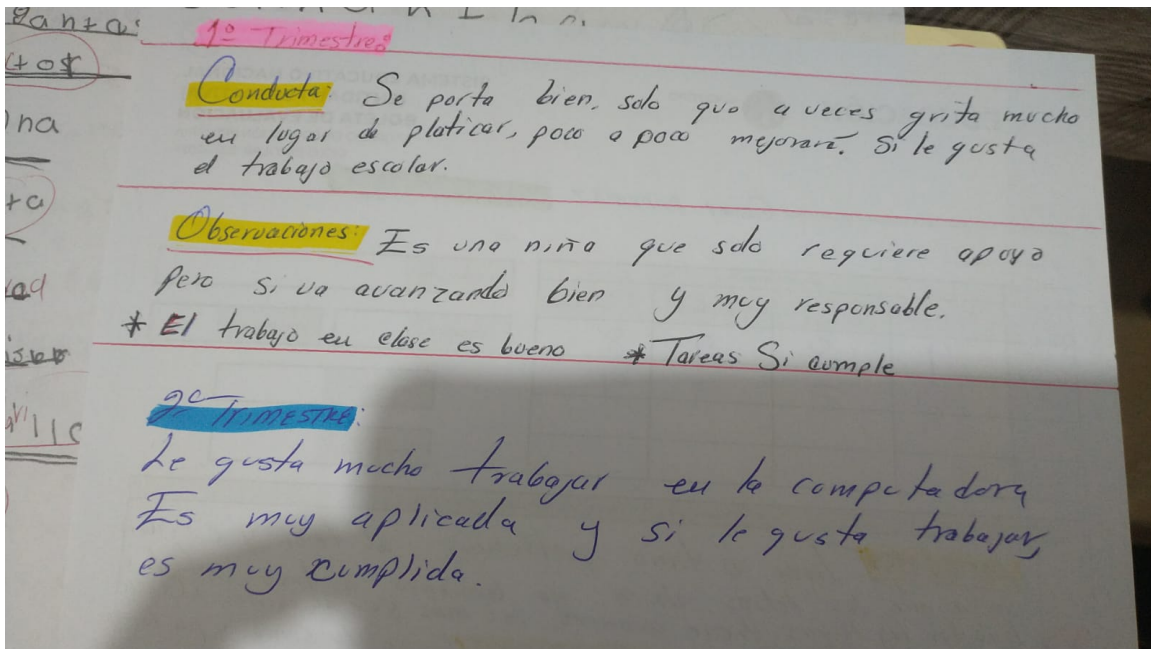 1º Trimestre:
Conducta: Se porta bien, solo que a veces grita mucho
en lugar de platicar, poco a poco mejorará. Si le gusta
el trabajo escolar.
Observaciones: Es una niña que solo requiere apoyo
pero si va avanzando bien y muy responsable.
* El trabajo en clase es bueno * Tareas Si cumple
2º Trimestre:
Le gusta mucho trabajar en la computadora
Es muy aplicada y si le gusta trabajar,
es muy cumplida.